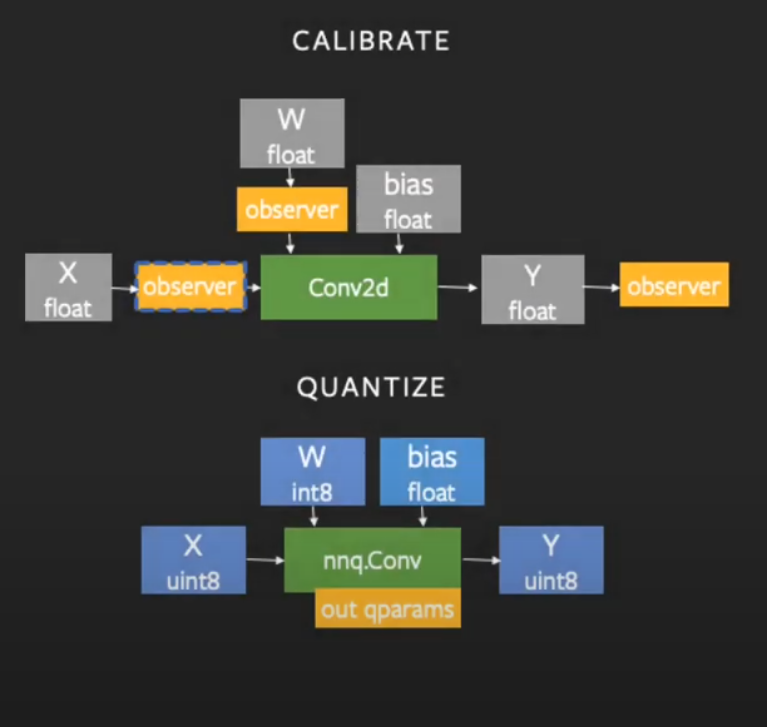 CALIBRATE
W
float
observer
bias
float
X
float
observer
Conv2d
Y
float
observer
QUANTIZE
W
int8
bias
float
X
uint8
nnq.Conv
Y
uint8
out qparams